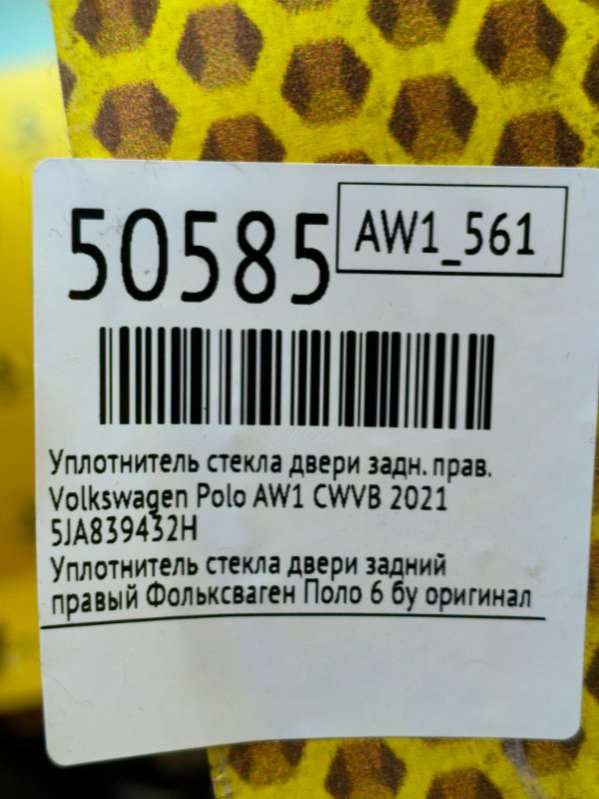 50585
AW1_561
Уплотнитель стекла двери задн. прав.
Volkswagen Polo AW1 CWVB 2021
5JA839432H
Уплотнитель стекла двери задний
правый Фольксваген Поло 6 бу оригинал